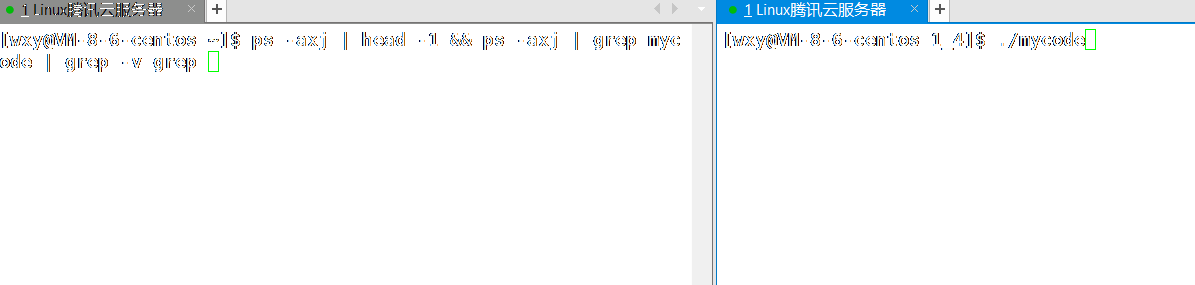 1 Linux腾讯云服务器 × +
1 Linux腾讯云服务器 × +
[wxy@VM-8-6-centos ~]$ ps -axj | head -1 && ps -axj | grep myc
ode | grep -v grep
[wxy@VM-8-6-centos 1_4]$ ./mycode